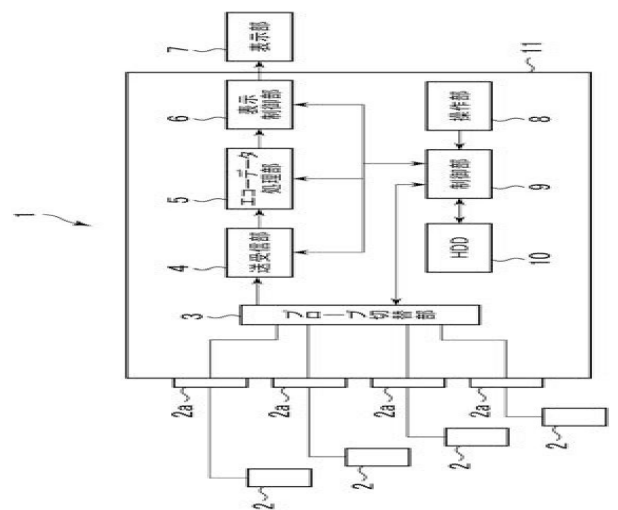 1
2
2a
2
2a
2
2a
2
2a
3
プローブ切替部
4
送受信部
5
エコーデータ
処理部
6
表示
制御部
7
表示部
HDD
10
制御部
9
操作部
8
11